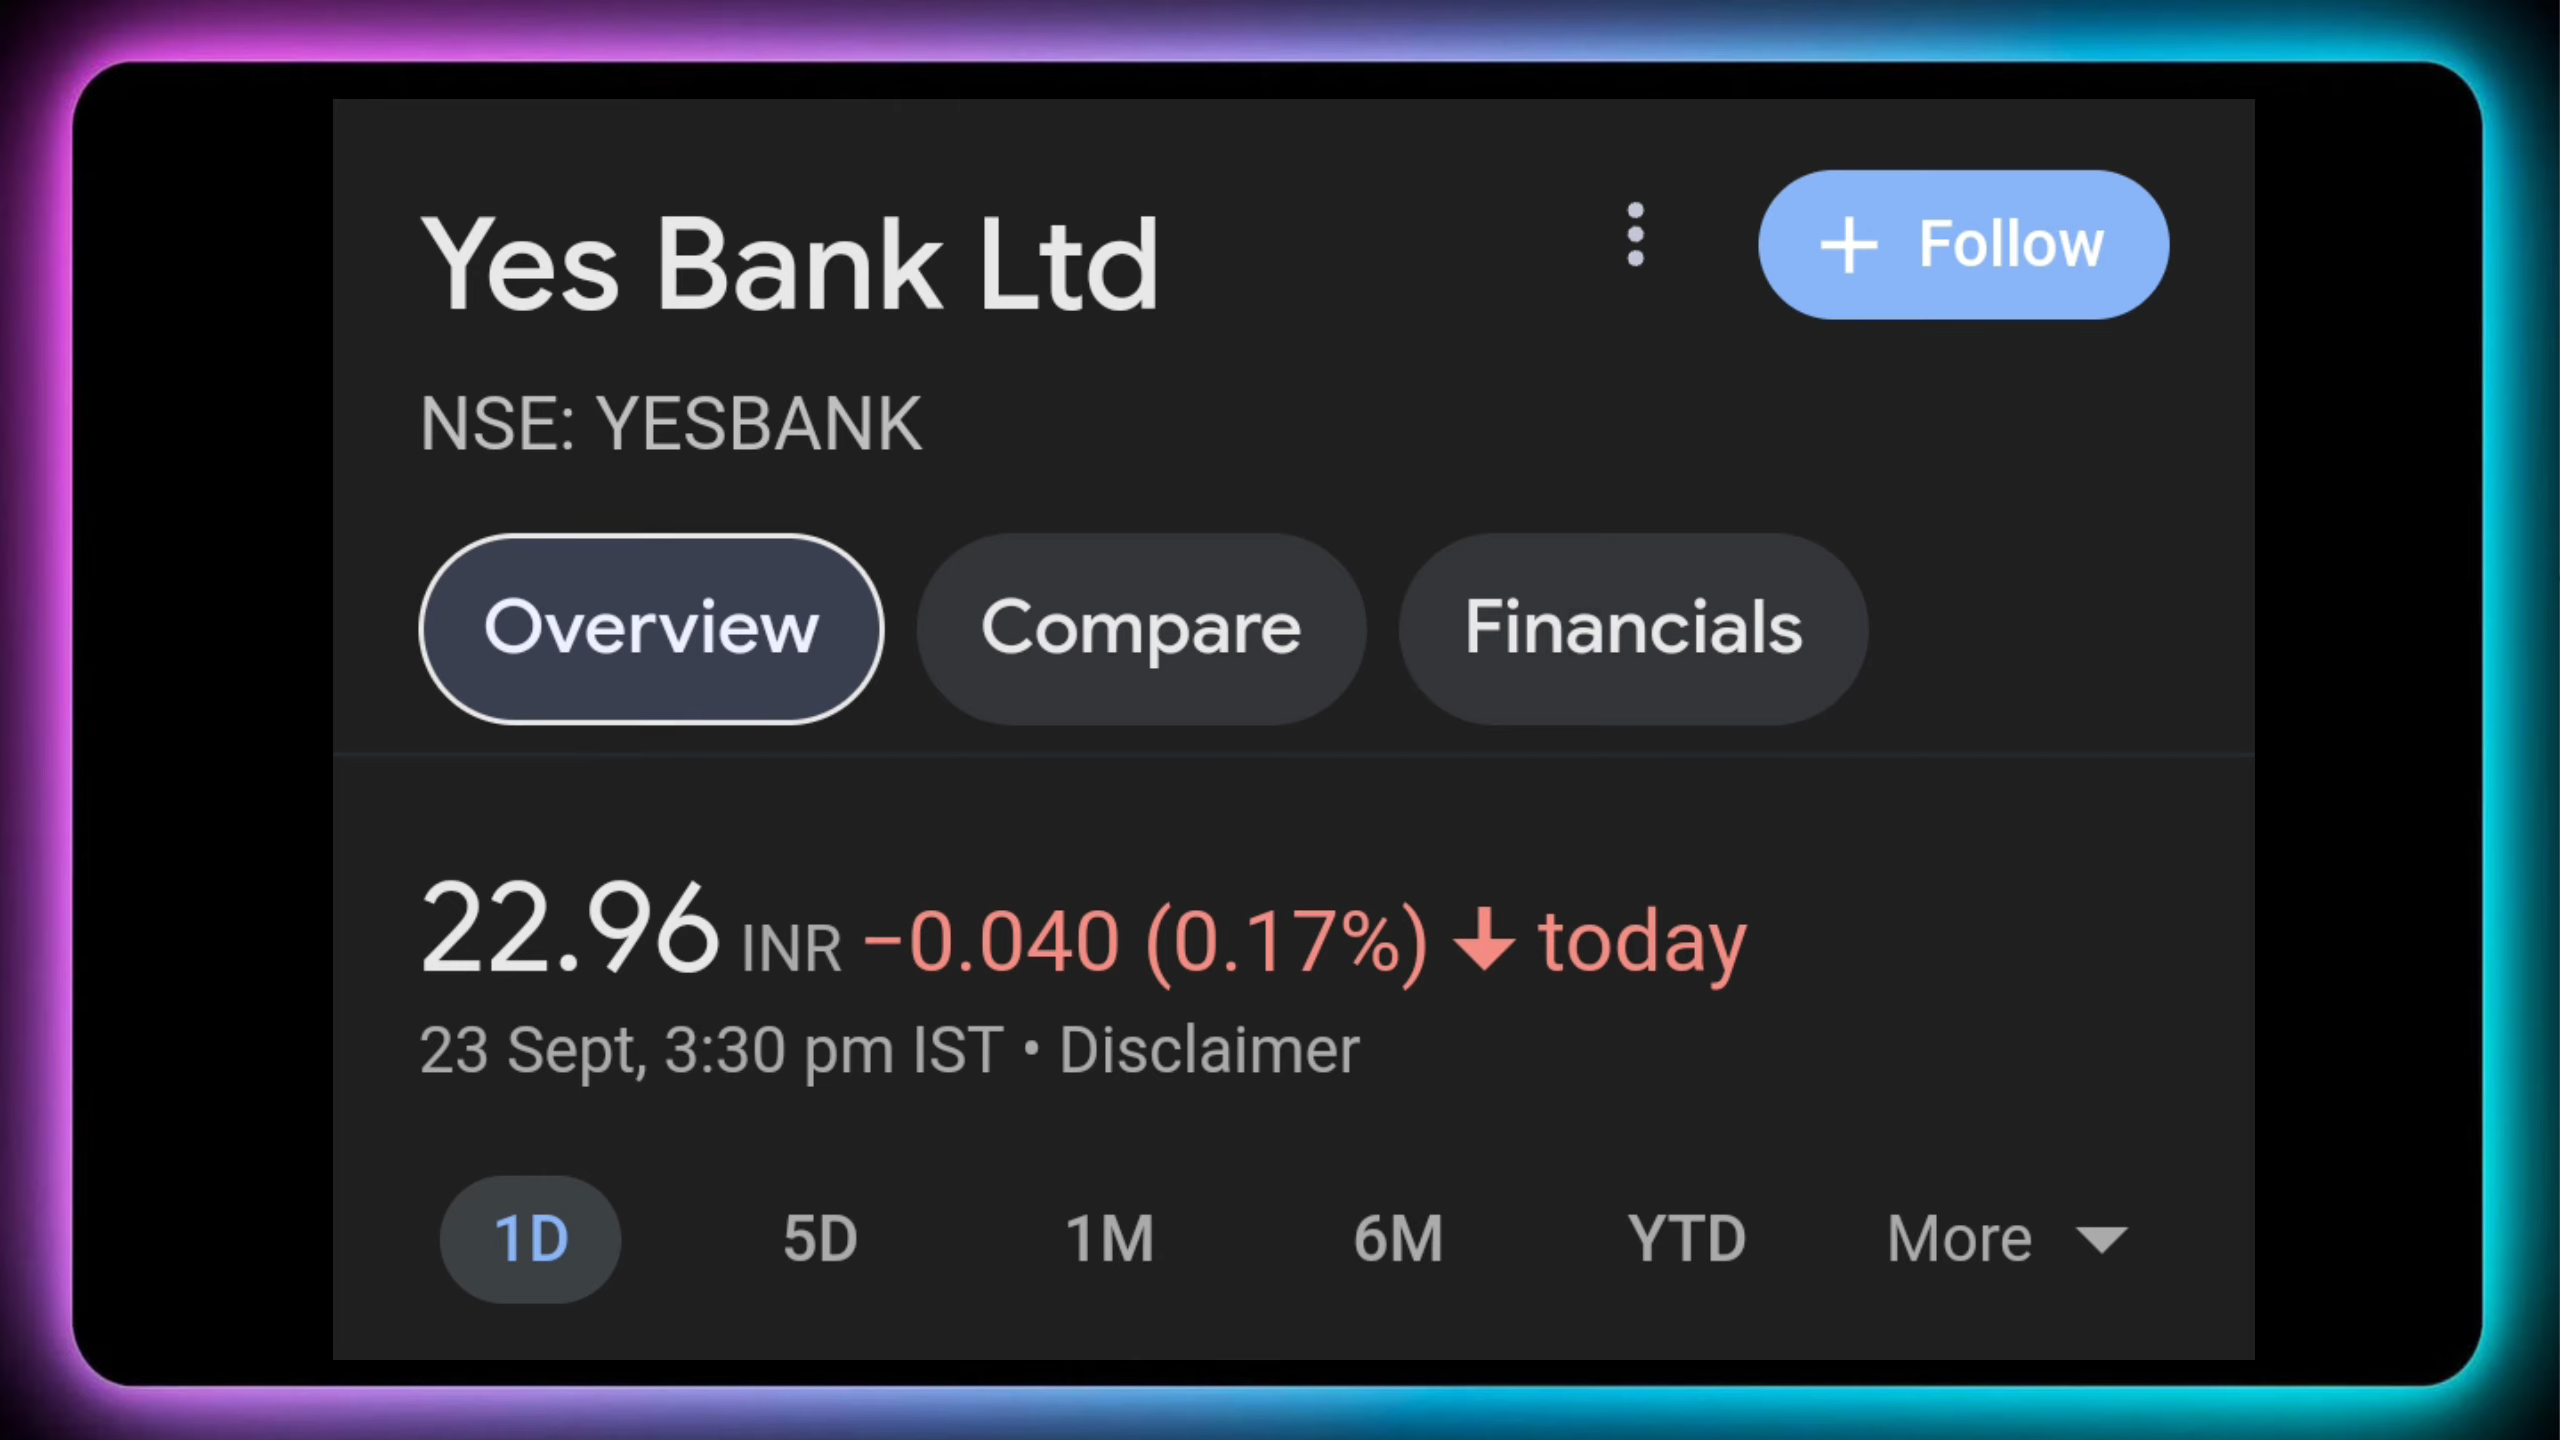 Yes Bank Ltd
+ Follow
NSE: YESBANK
Overview Compare Financials
22.96 INR −0.040 (0.17%) ↓ today
23 Sept, 3:30 pm IST • Disclaimer
1D 5D 1M 6M YTD More